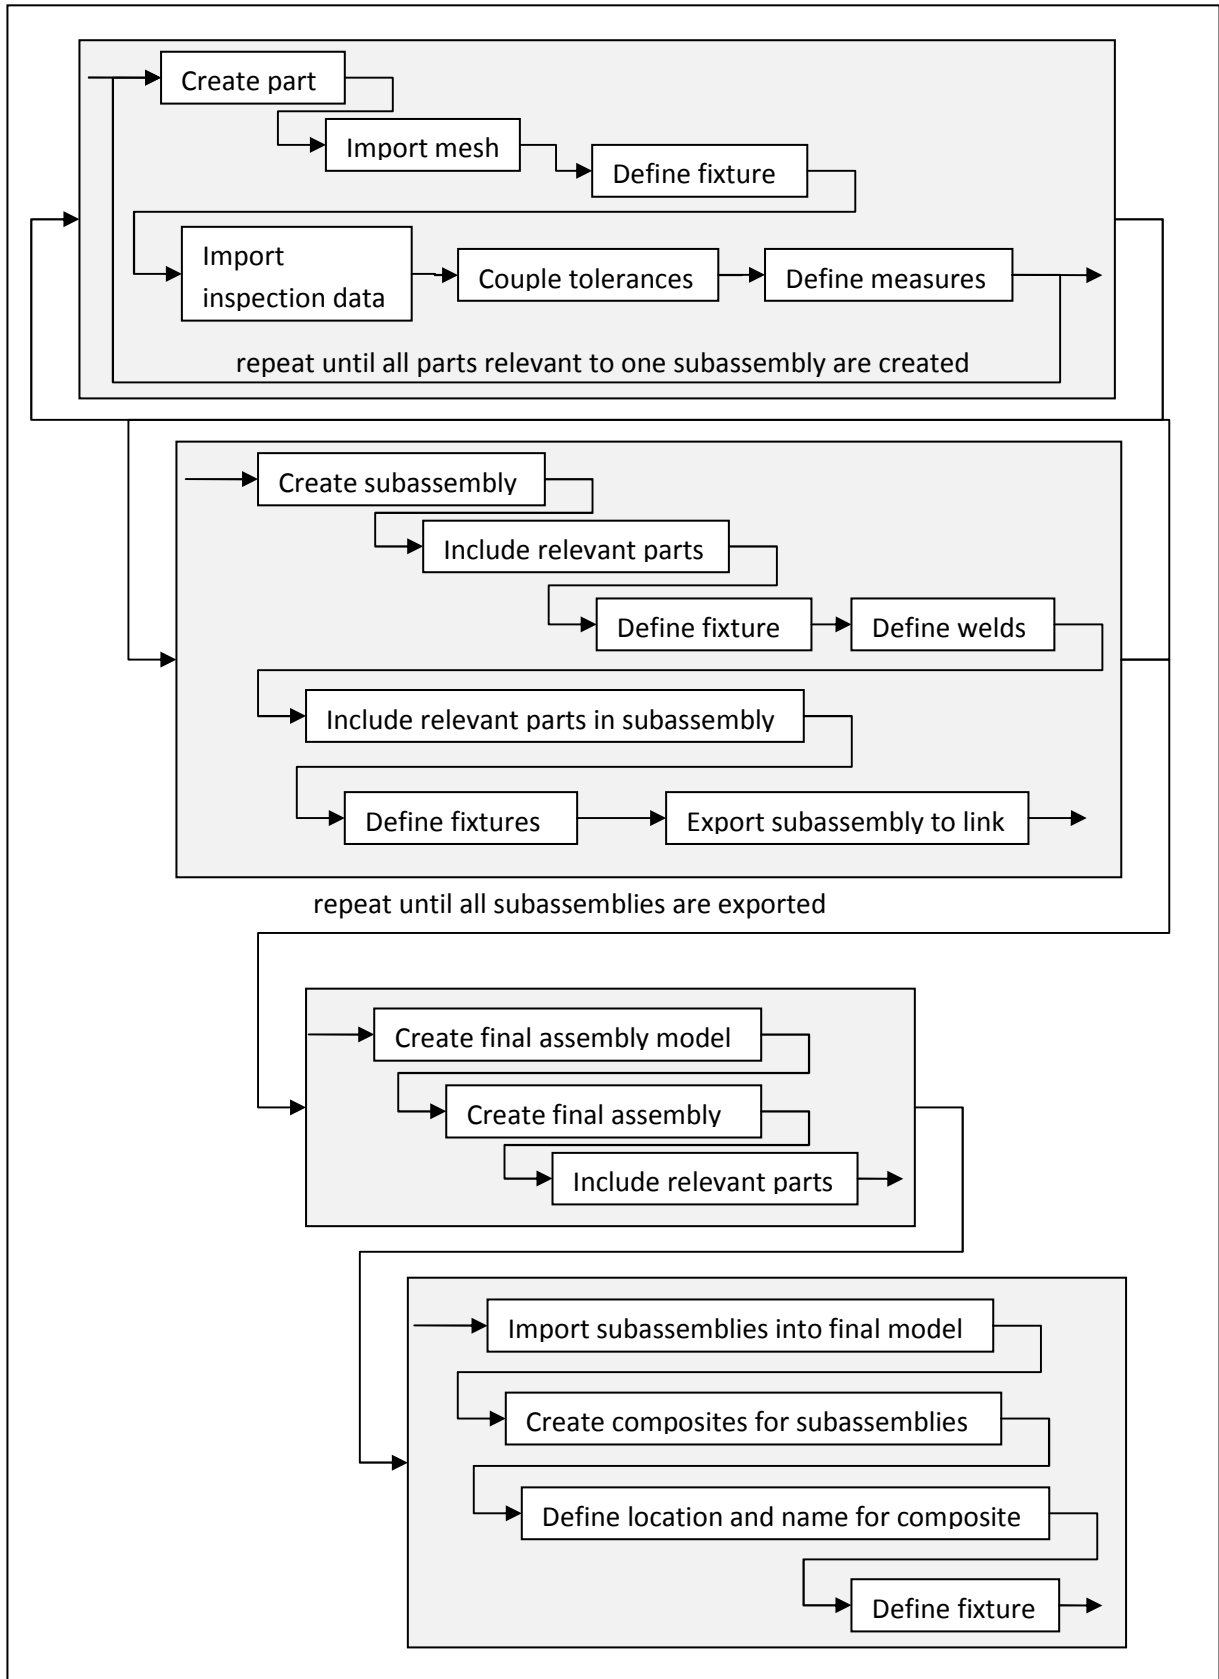 Create part
Import mesh
Define fixture
Import
inspection data
Couple tolerances
Define measures
repeat until all parts relevant to one subassembly are created
Create subassembly
Include relevant parts
Define fixture
Define welds
Include relevant parts in subassembly
Define fixtures
Export subassembly to link
repeat until all subassemblies are exported
Create final assembly model
Create final assembly
Include relevant parts
Import subassemblies into final model
Create composites for subassemblies
Define location and name for composite
Define fixture